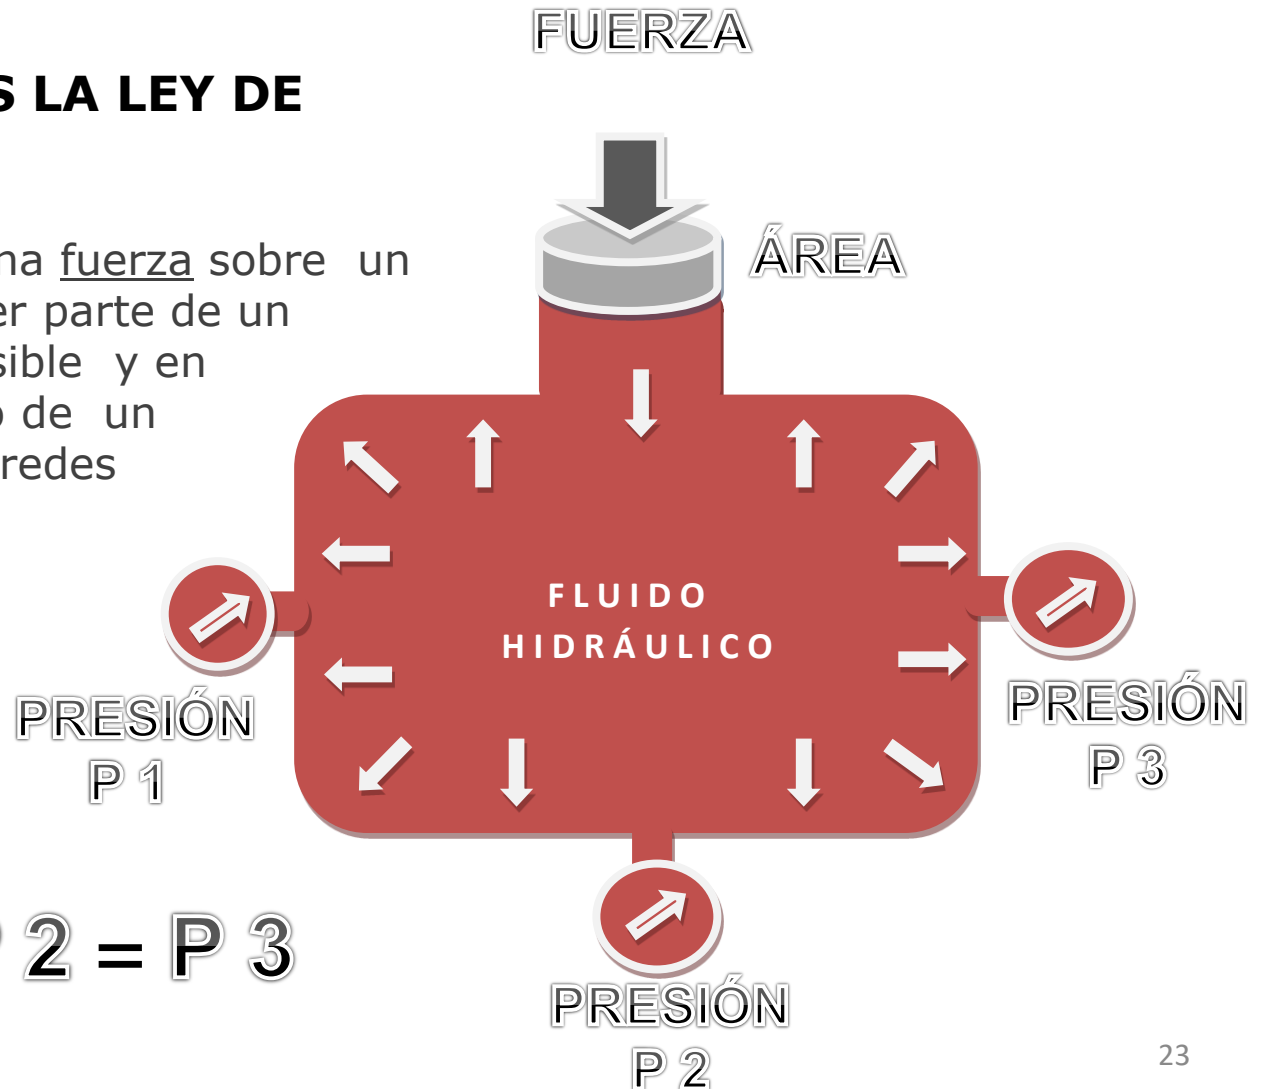 FUERZA
S LA LEY DE
ÁREA
na fuerza sobre un
er parte de un
sible y en
o de un
redes
FLUIDO
HIDRÁULICO
PRESIÓN
P 1
PRESIÓN
P 3
2 = P 3
PRESIÓN
P 2
23